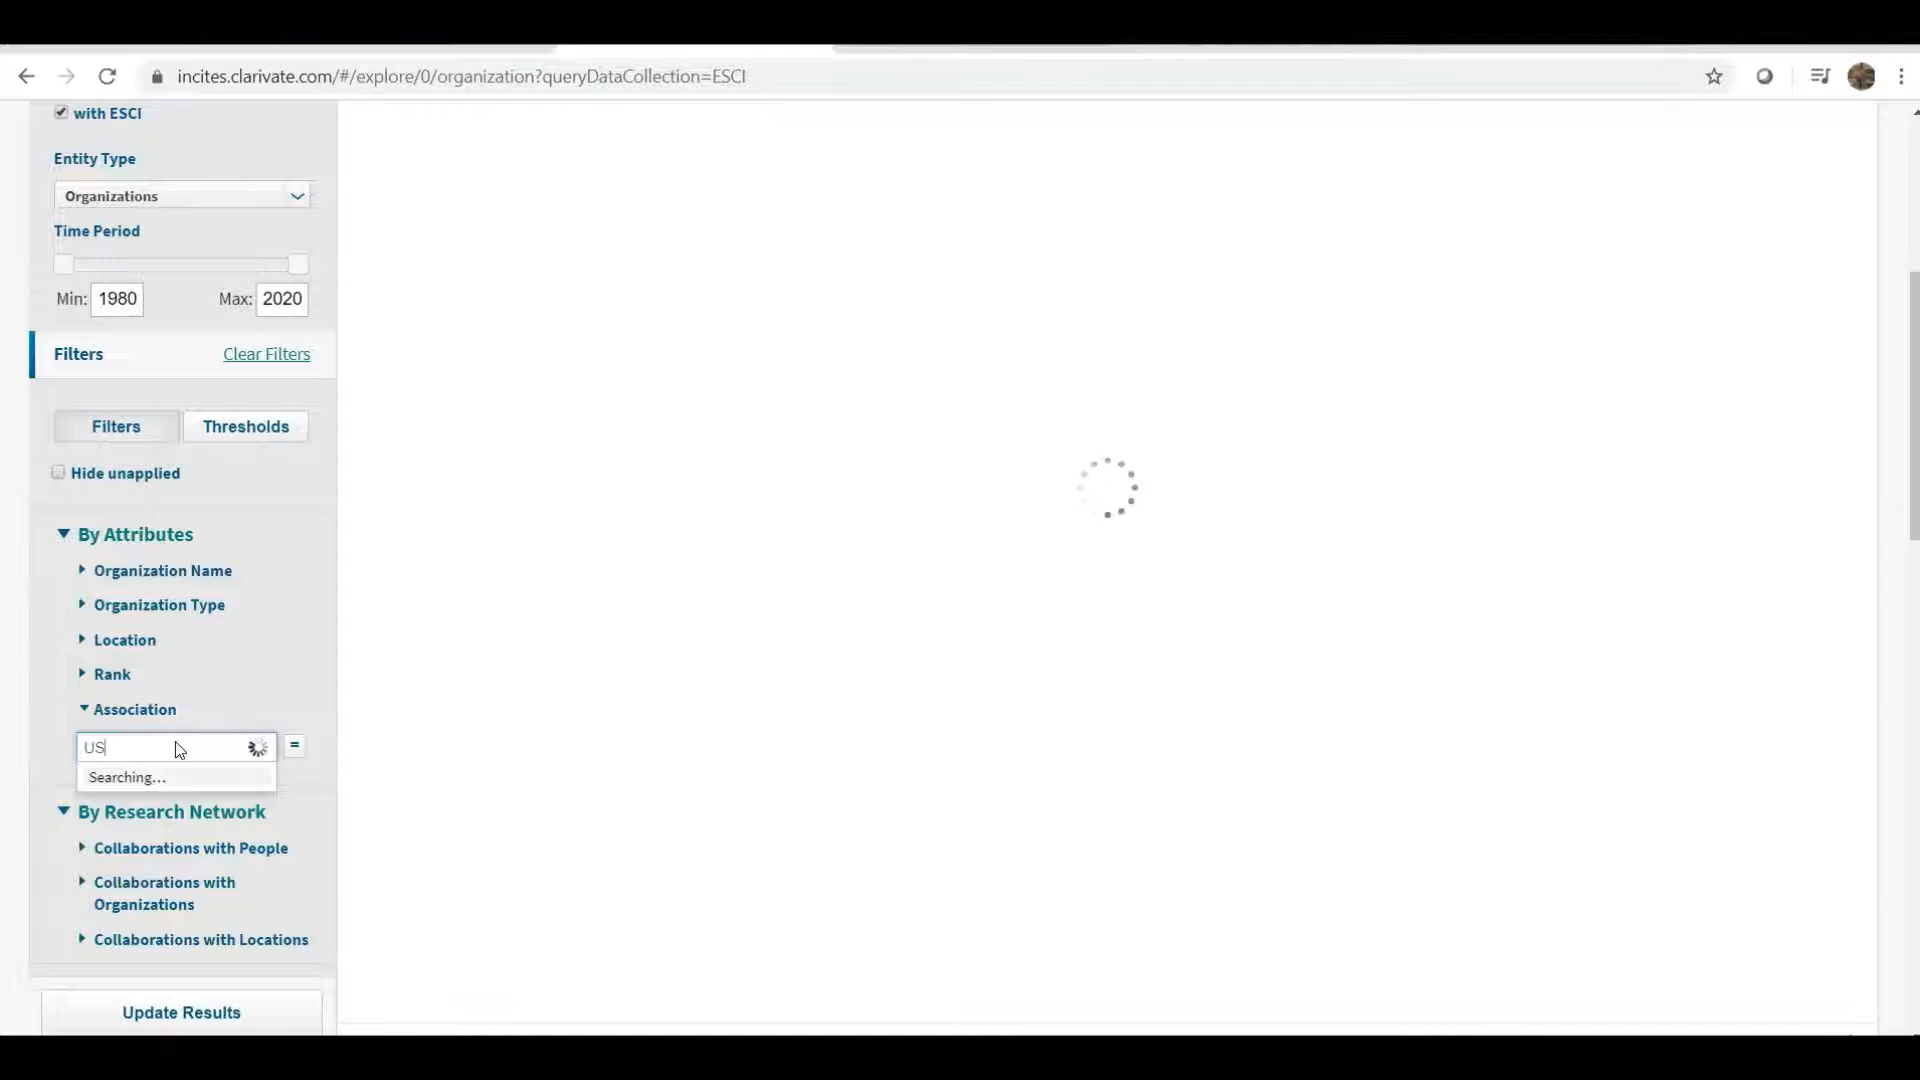 incites.clarivate.com/#/explore/0/organization?queryDataCollection=ESCI
with ESCI
Entity Type
Organizations
Time Period
Min: 1980 Max: 2020
Filters Clear Filters
Filters Thresholds
Hide unapplied
By Attributes
Organization Name
Organization Type
Location
Rank
Association
US =
Searching...
By Research Network
Collaborations with People
Collaborations with
Organizations
Collaborations with Locations
Update Results